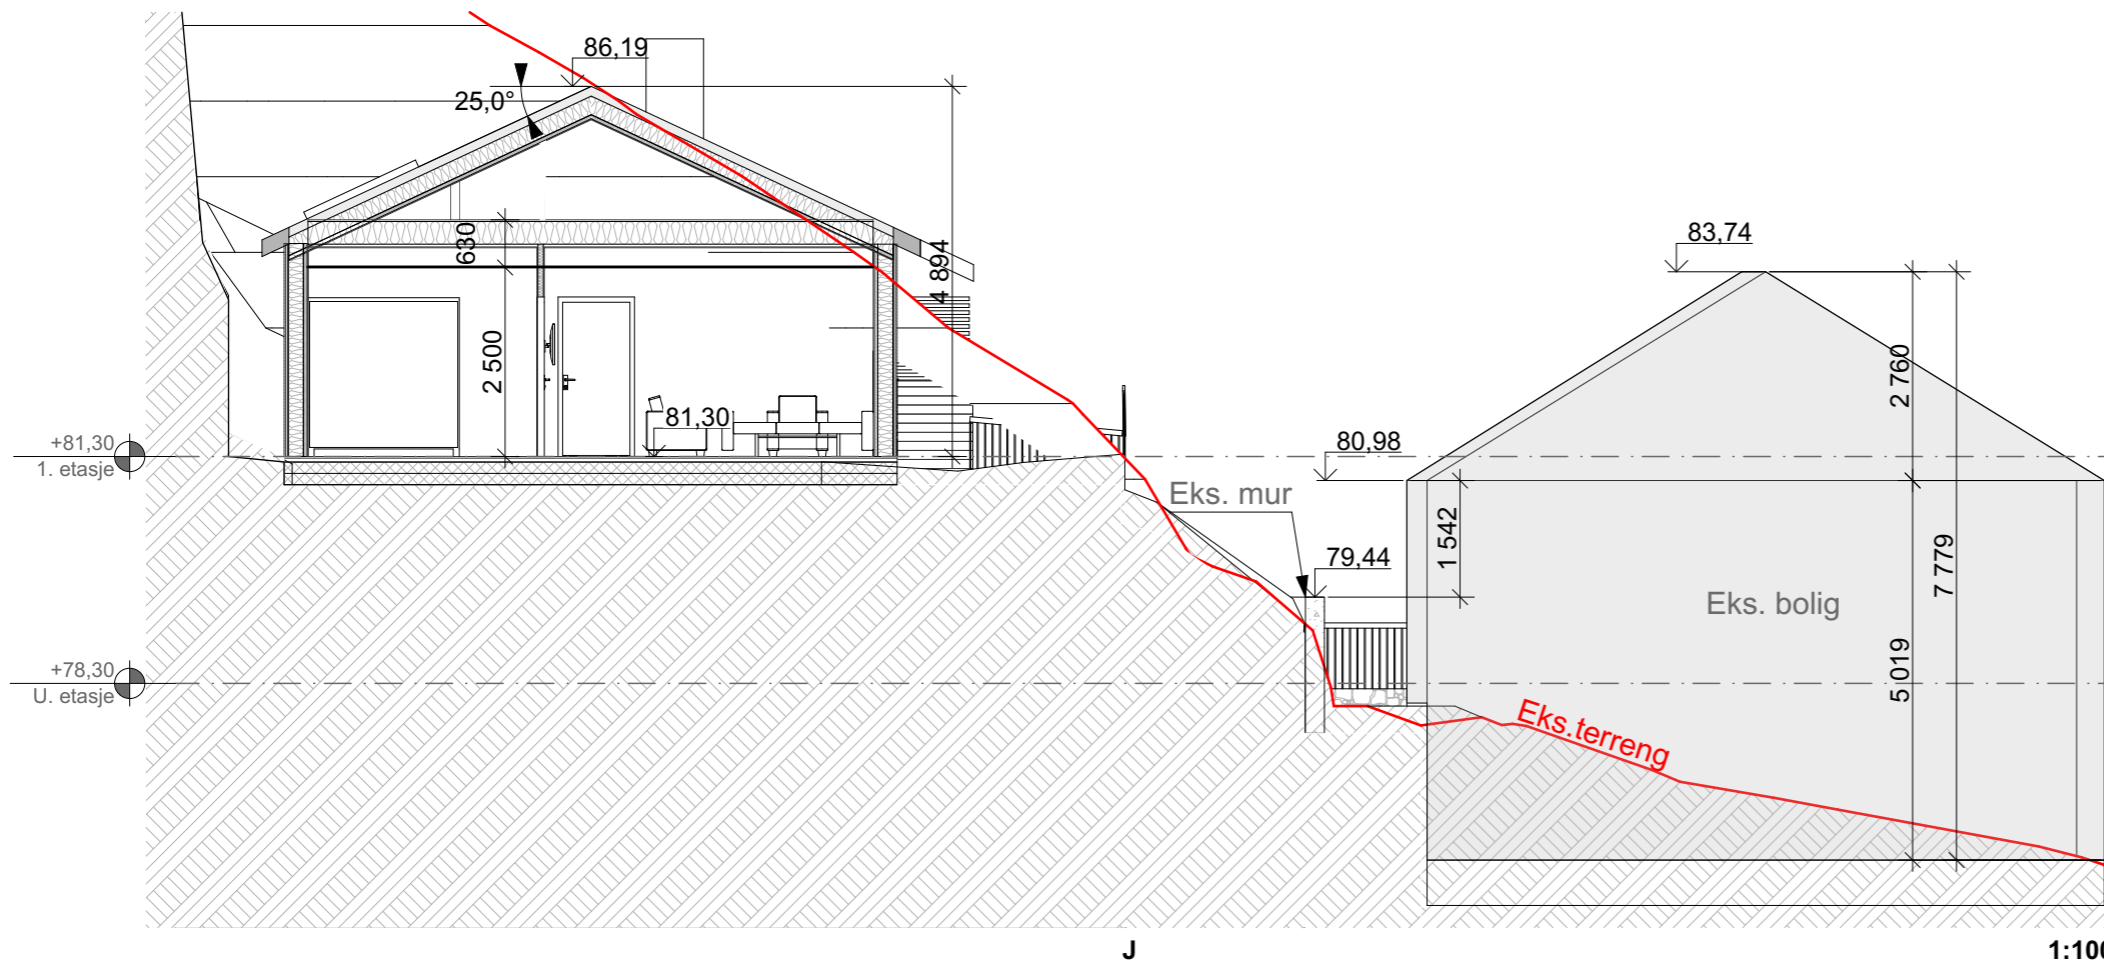 86,19
25,0°
4 894
630
2 500
81,30
+81,30
1. etasje
83,74
2 760
80,98
Eks. mur
1 542
79,44
7 779
Eks. bolig
5 019
+78,30
U. etasje
Eks.terreng
J